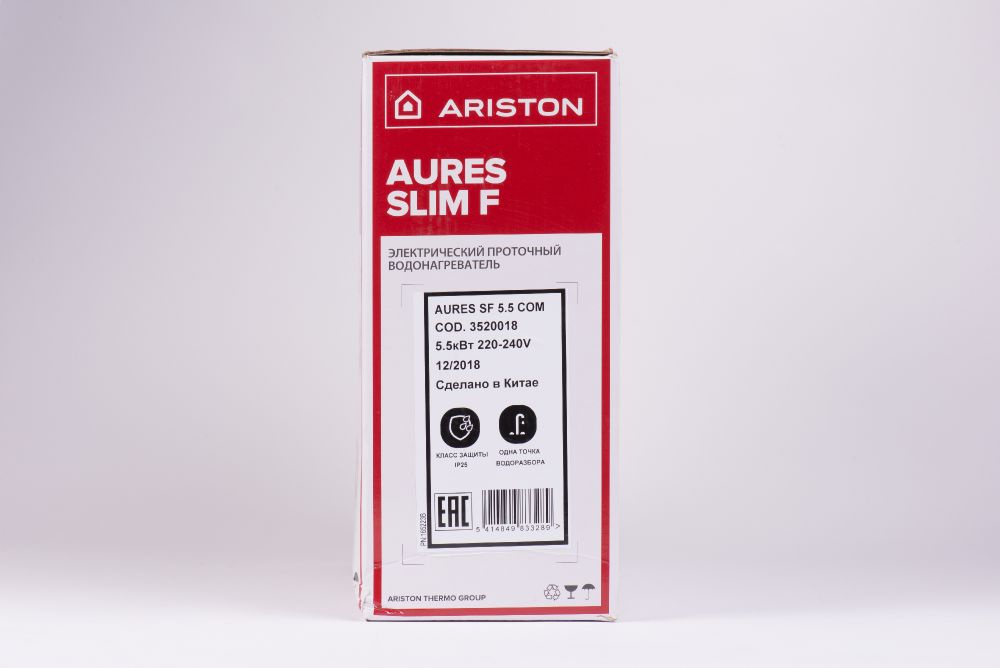 ARISTON
AURES
SLIM F
ЭЛЕКТРИЧЕСКИЙ ПРОТОЧНЫЙ
ВОДОНАГРЕВАТЕЛЬ
AURES SF 5.5 COM
COD. 3520018
5.5кВт 220-240V
12/2018
Сделано в Китае
КЛАСС ЗАЩИТЫ
IP25
ОДНА ТОЧКА
ВОДОРАЗБОРА
EAC
5 414849 833289 >
PN:165223B
ARISTON THERMO GROUP